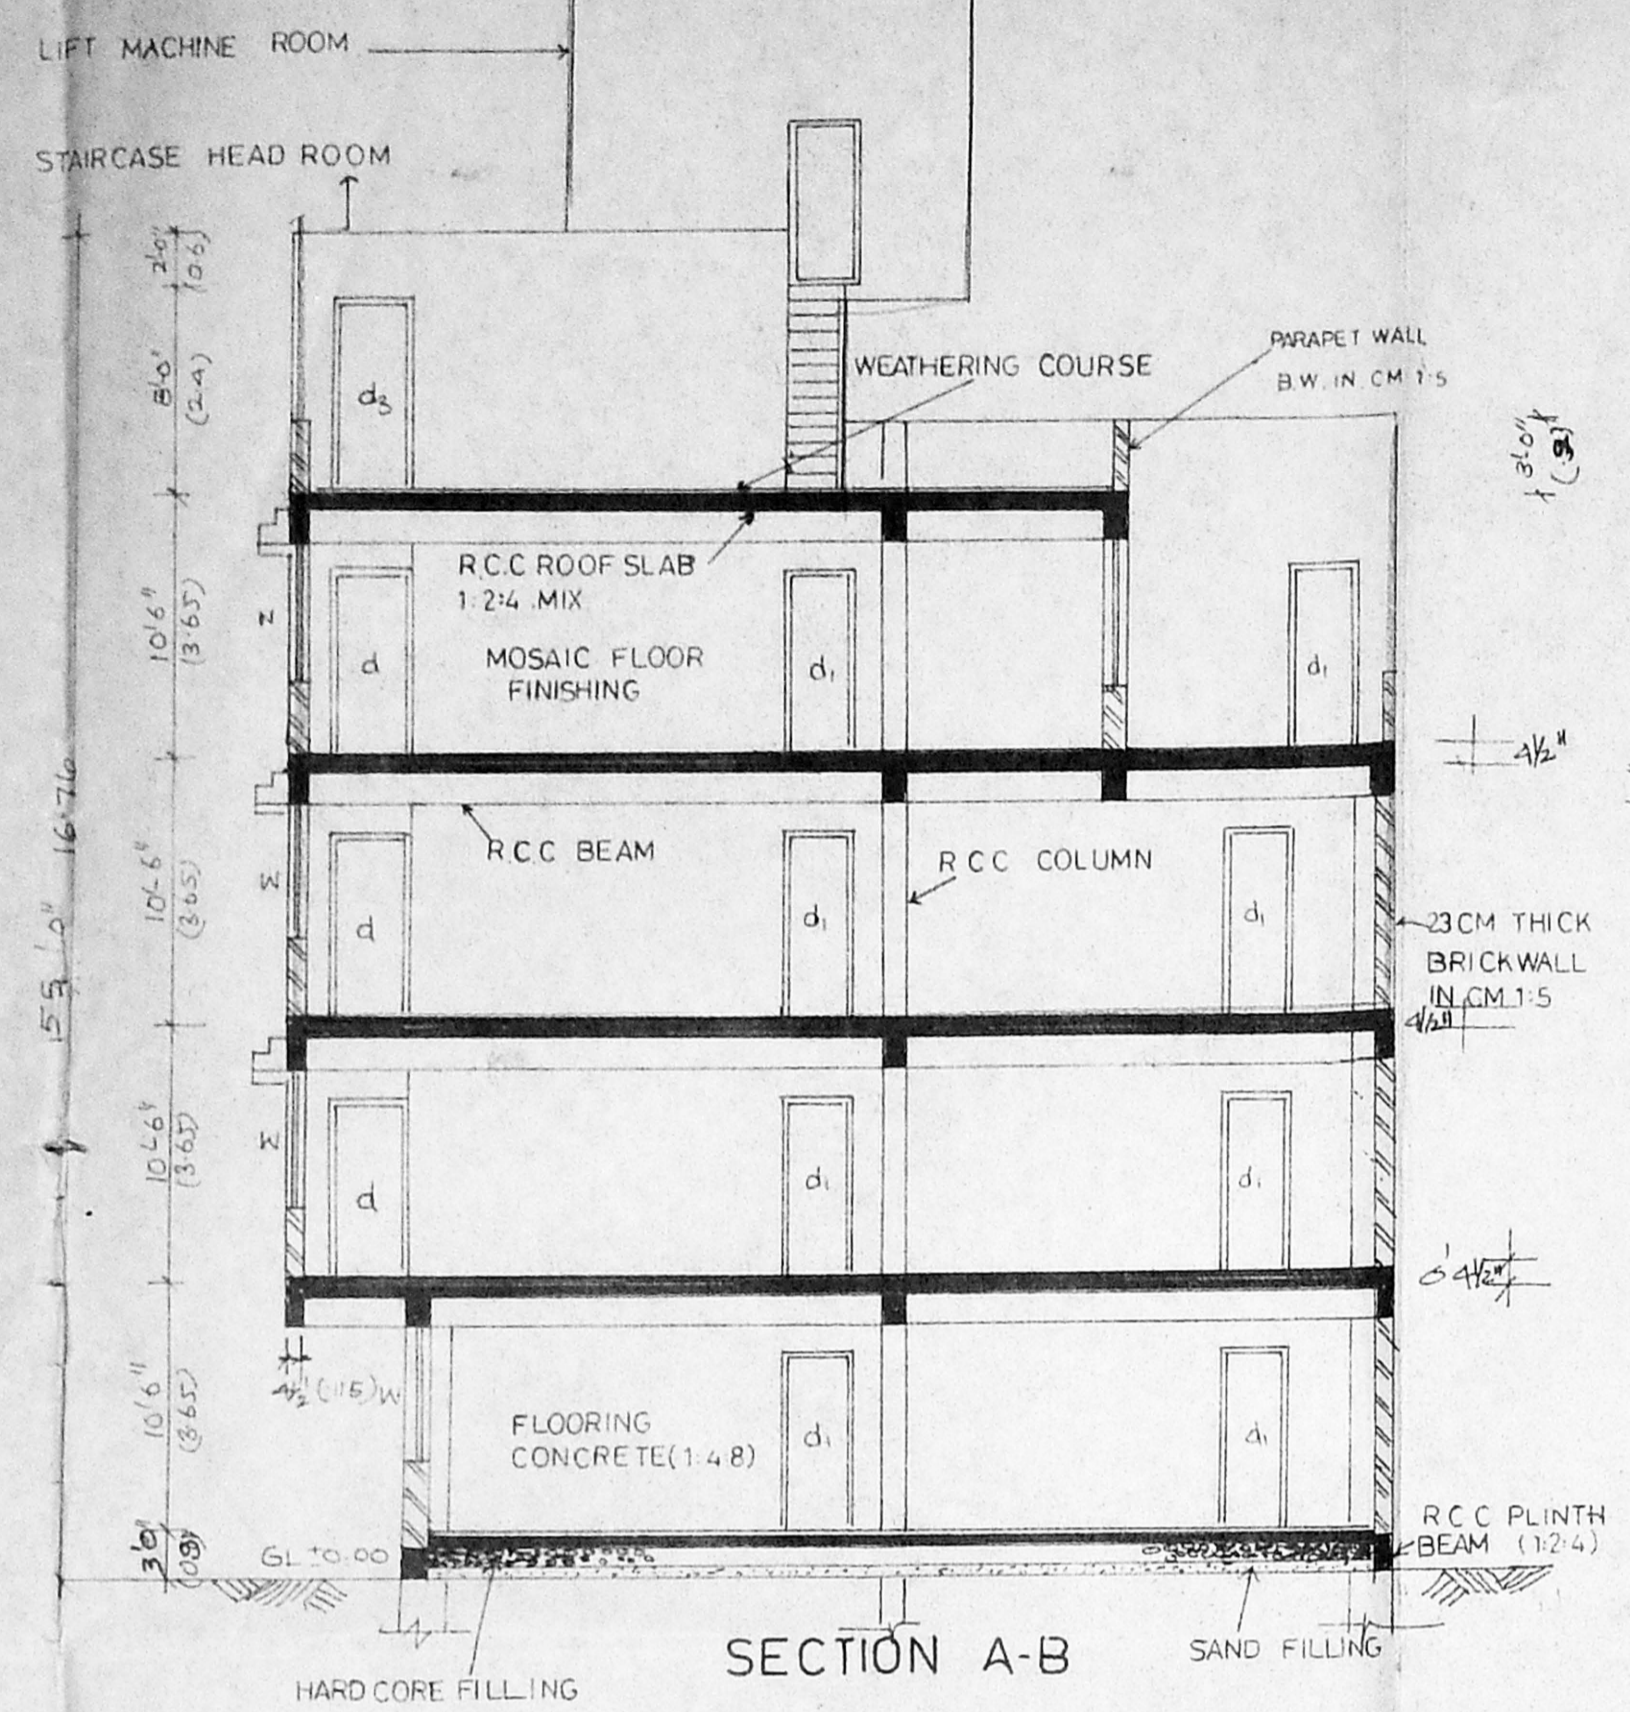 LIFT MACHINE ROOM
STAIRCASE HEAD ROOM
2'0"
(0.6)
8'0"
(2.4)
d3
WEATHERING COURSE
PARAPET WALL
B.W. IN CM 1:5
3'0"
R.C.C ROOF SLAB
1:2:4 MIX
MOSAIC FLOOR
FINISHING
10'6"
(3.65)
d
d1
d1
4½"
R.C.C BEAM
R C C COLUMN
10'-6"
(3.65)
d
d1
d1
23CM THICK
BRICKWALL
IN CM 1:5
4½"
55'0" 16.76
10'-6"
(3.65)
d
d1
d1
4½"
10'6"
(3.65)
4½" (115)
FLOORING
CONCRETE (1:4:8)
d1
d1
3'0"
GL ±0.00
R C C PLINTH
BEAM (1:2:4)
SECTION A-B
SAND FILLING
HARD CORE FILLING